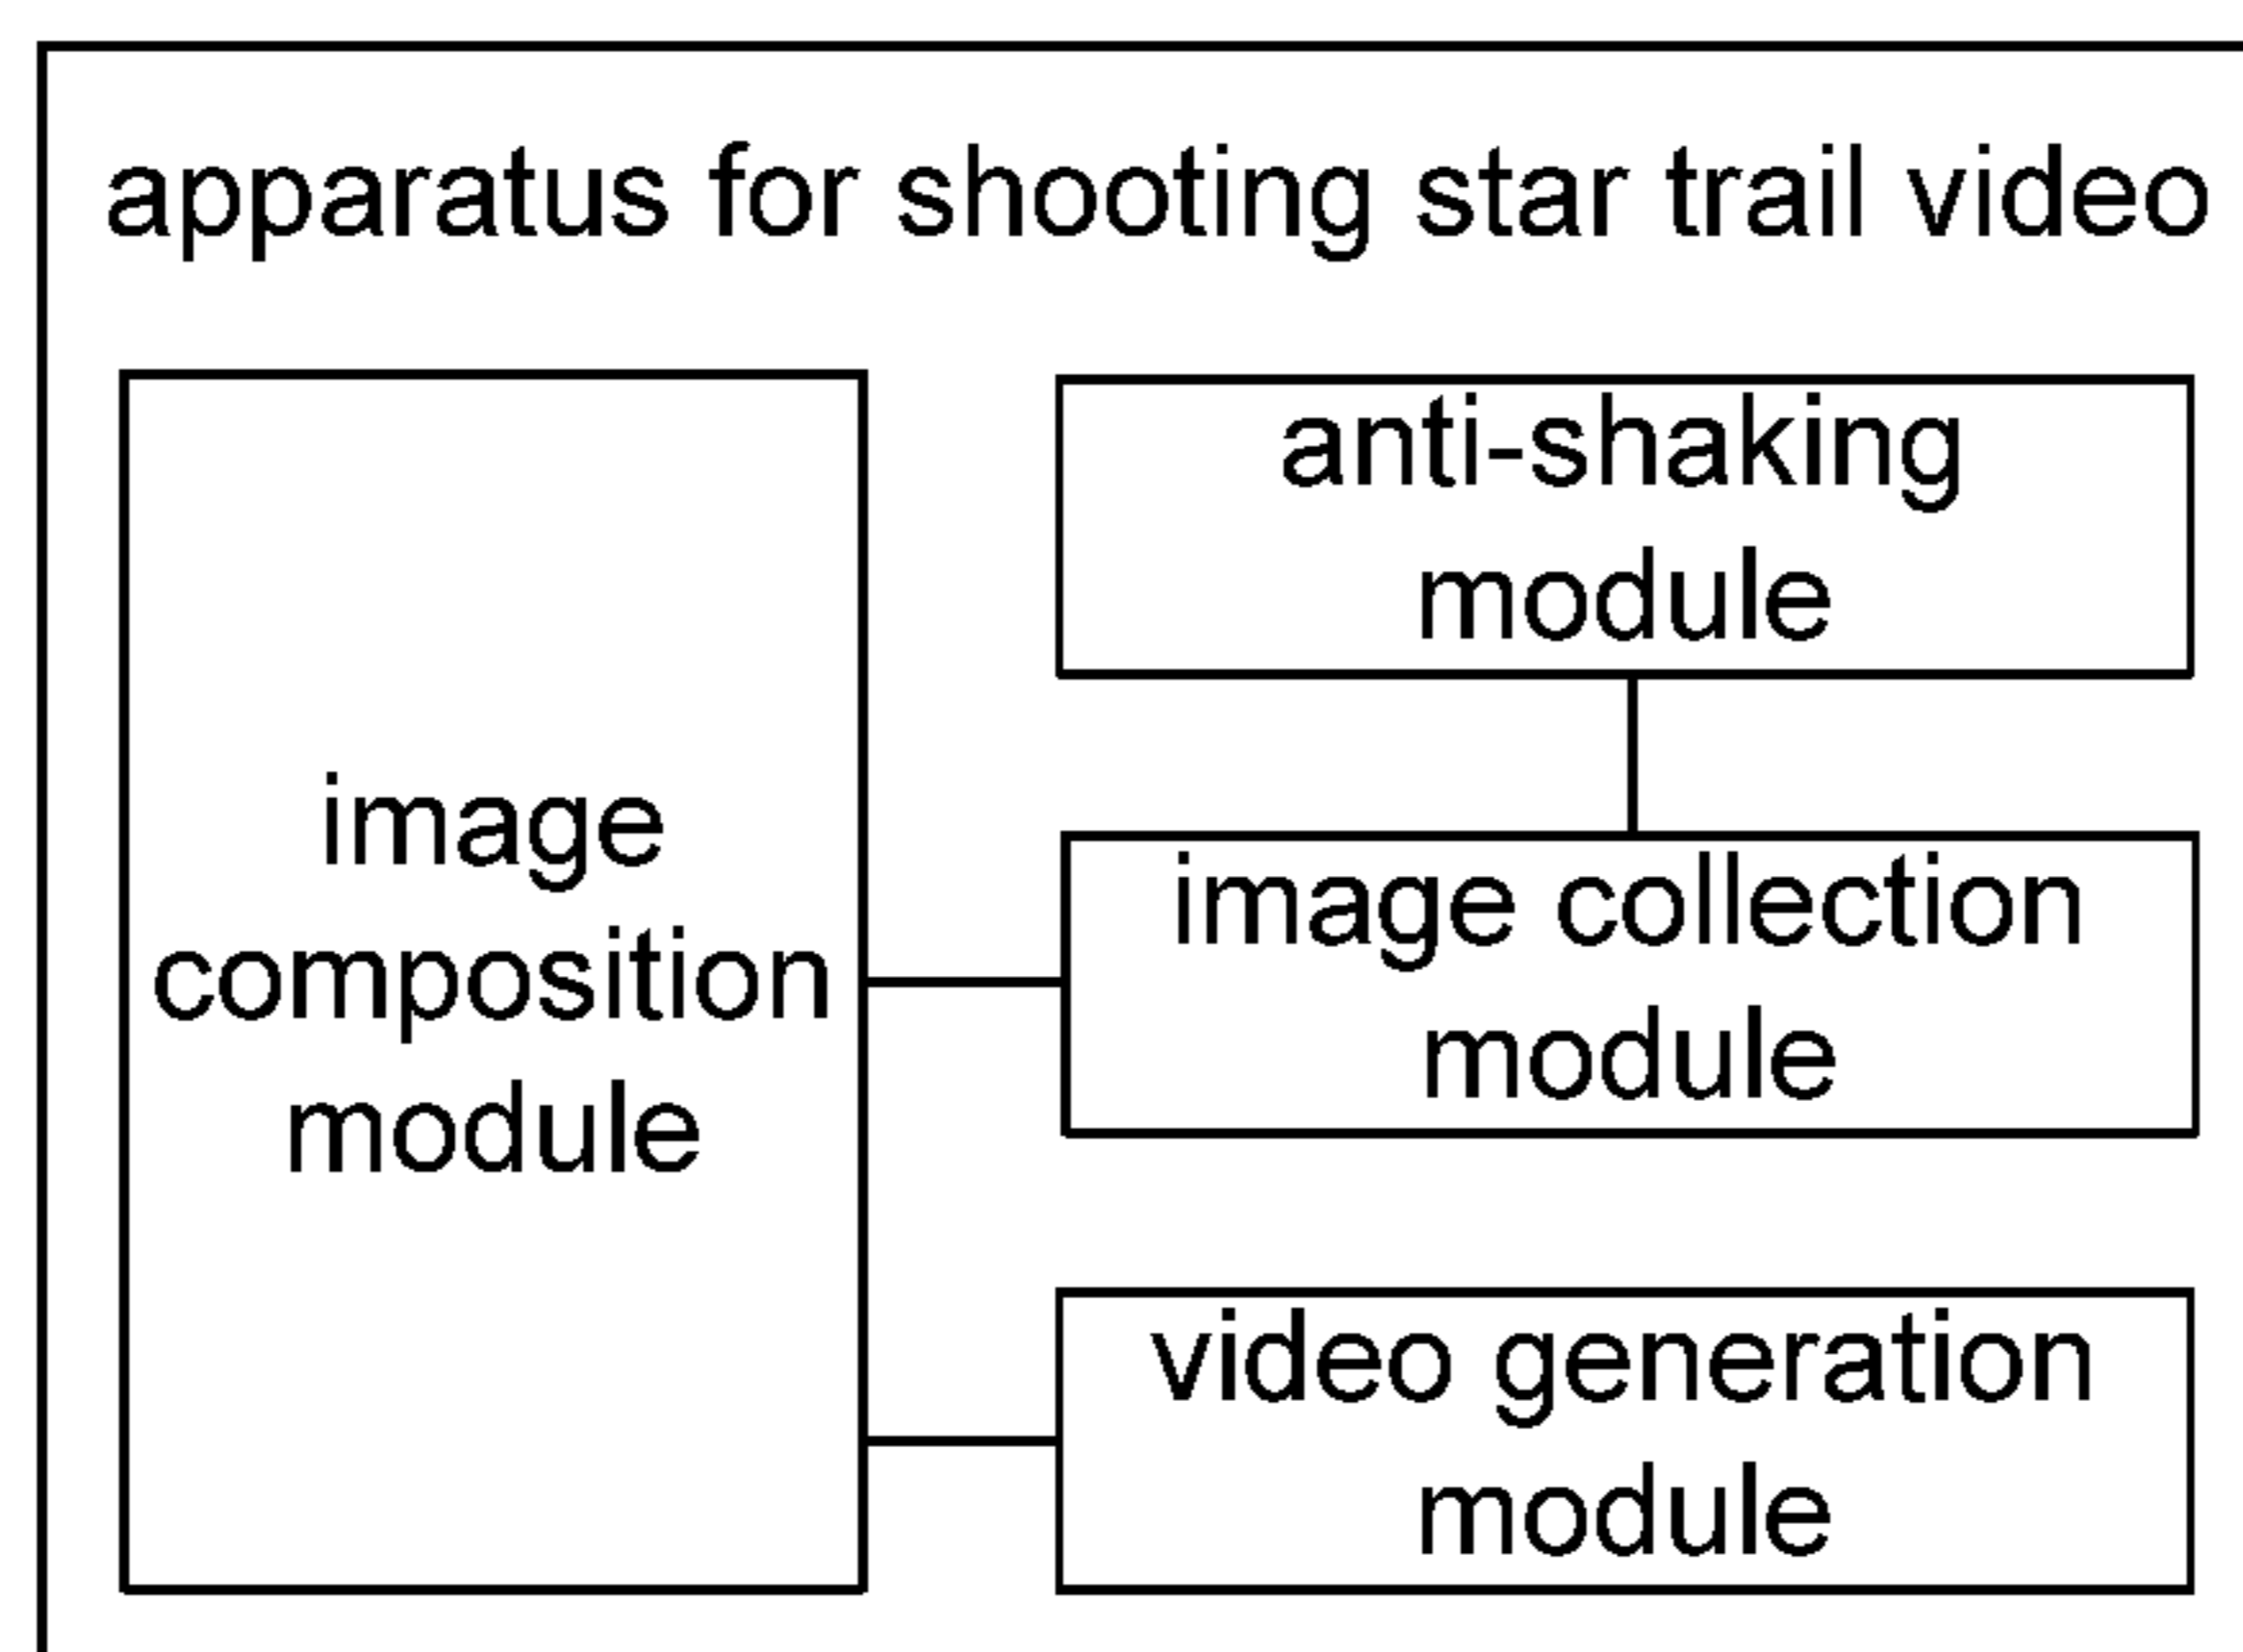 apparatus for shooting star trail video
image
composition
module
anti-shaking
module
image collection
module
video generation
module